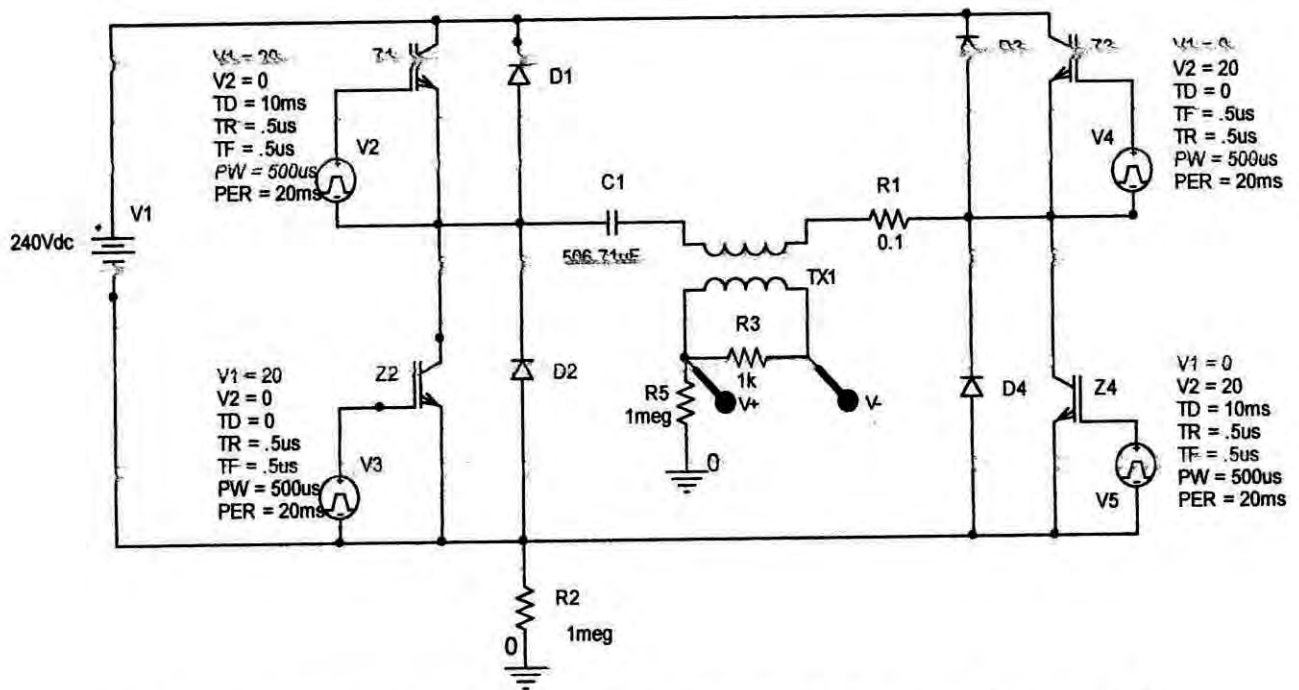 V2 = 0
TD = 10ms
TR = .5us
TF = .5us
PW = 500us
PER = 20ms
V2
D1
V2 = 20
TD = 0
TF = .5us
TR = .5us
PW = 500us
PER = 20ms
V4
V1
240Vdc
C1
R1
0.1
TX1
R3
1k
R5
1meg
V+
V-
0
V1 = 20
V2 = 0
TD = 0
TR = .5us
TF = .5us
PW = 500us
PER = 20ms
Z2
V3
D2
D4
Z4
V1 = 0
V2 = 20
TD = 10ms
TR = .5us
TF = .5us
PW = 500us
PER = 20ms
V5
R2
1meg
0